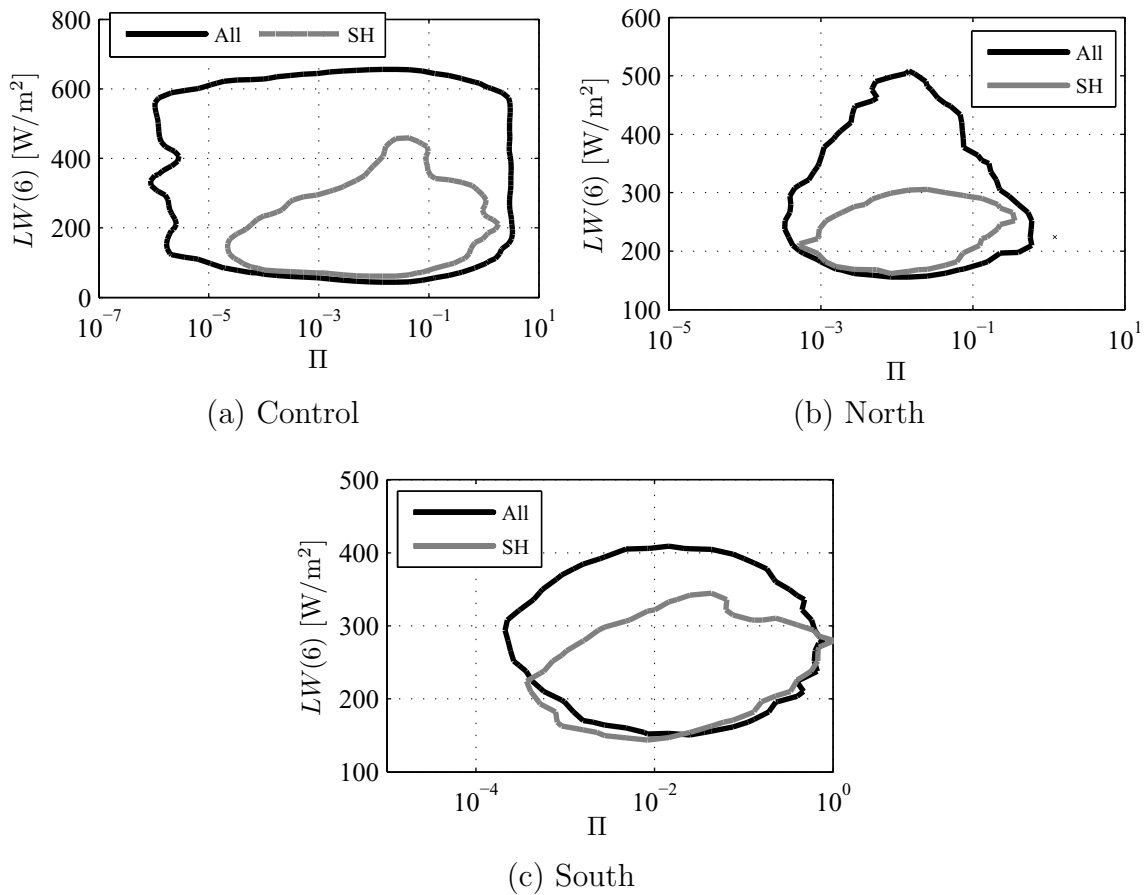 800
600
400
200
0
LW(6) [W/m²]
All SH
10⁻⁷ 10⁻⁵ 10⁻³ 10⁻¹ 10¹
Π
(a) Control
600
500
400
300
200
100
LW(6) [W/m²]
All
SH
10⁻⁵ 10⁻³ 10⁻¹ 10¹
Π
(b) North
500
400
300
200
100
LW(6) [W/m²]
All
SH
10⁻⁴ 10⁻² 10⁰
Π
(c) South